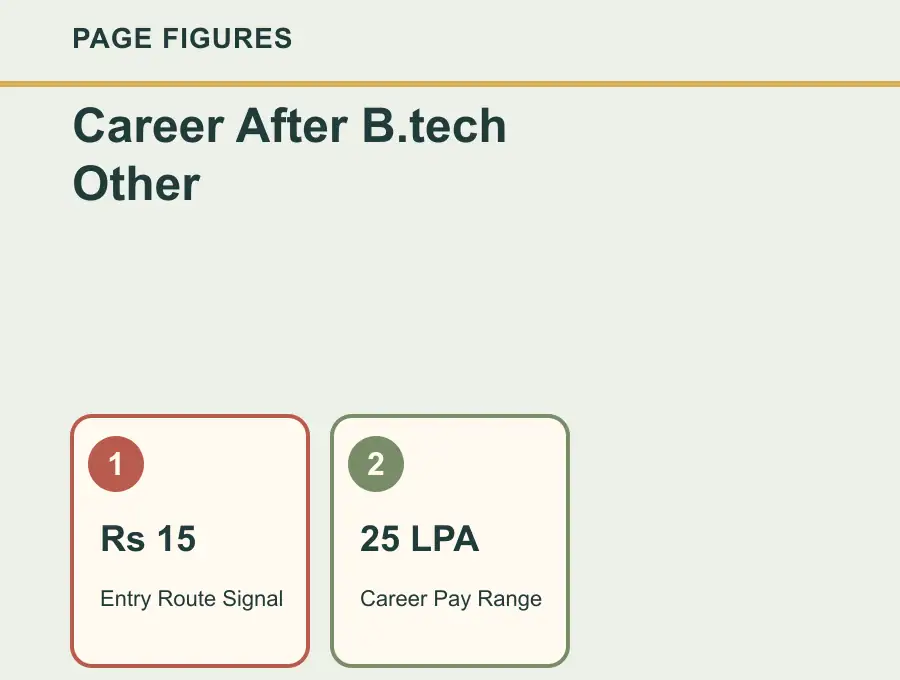 PAGE FIGURES
Career After B.tech
Other
1
Rs 15
Entry Route Signal
2
25 LPA
Career Pay Range